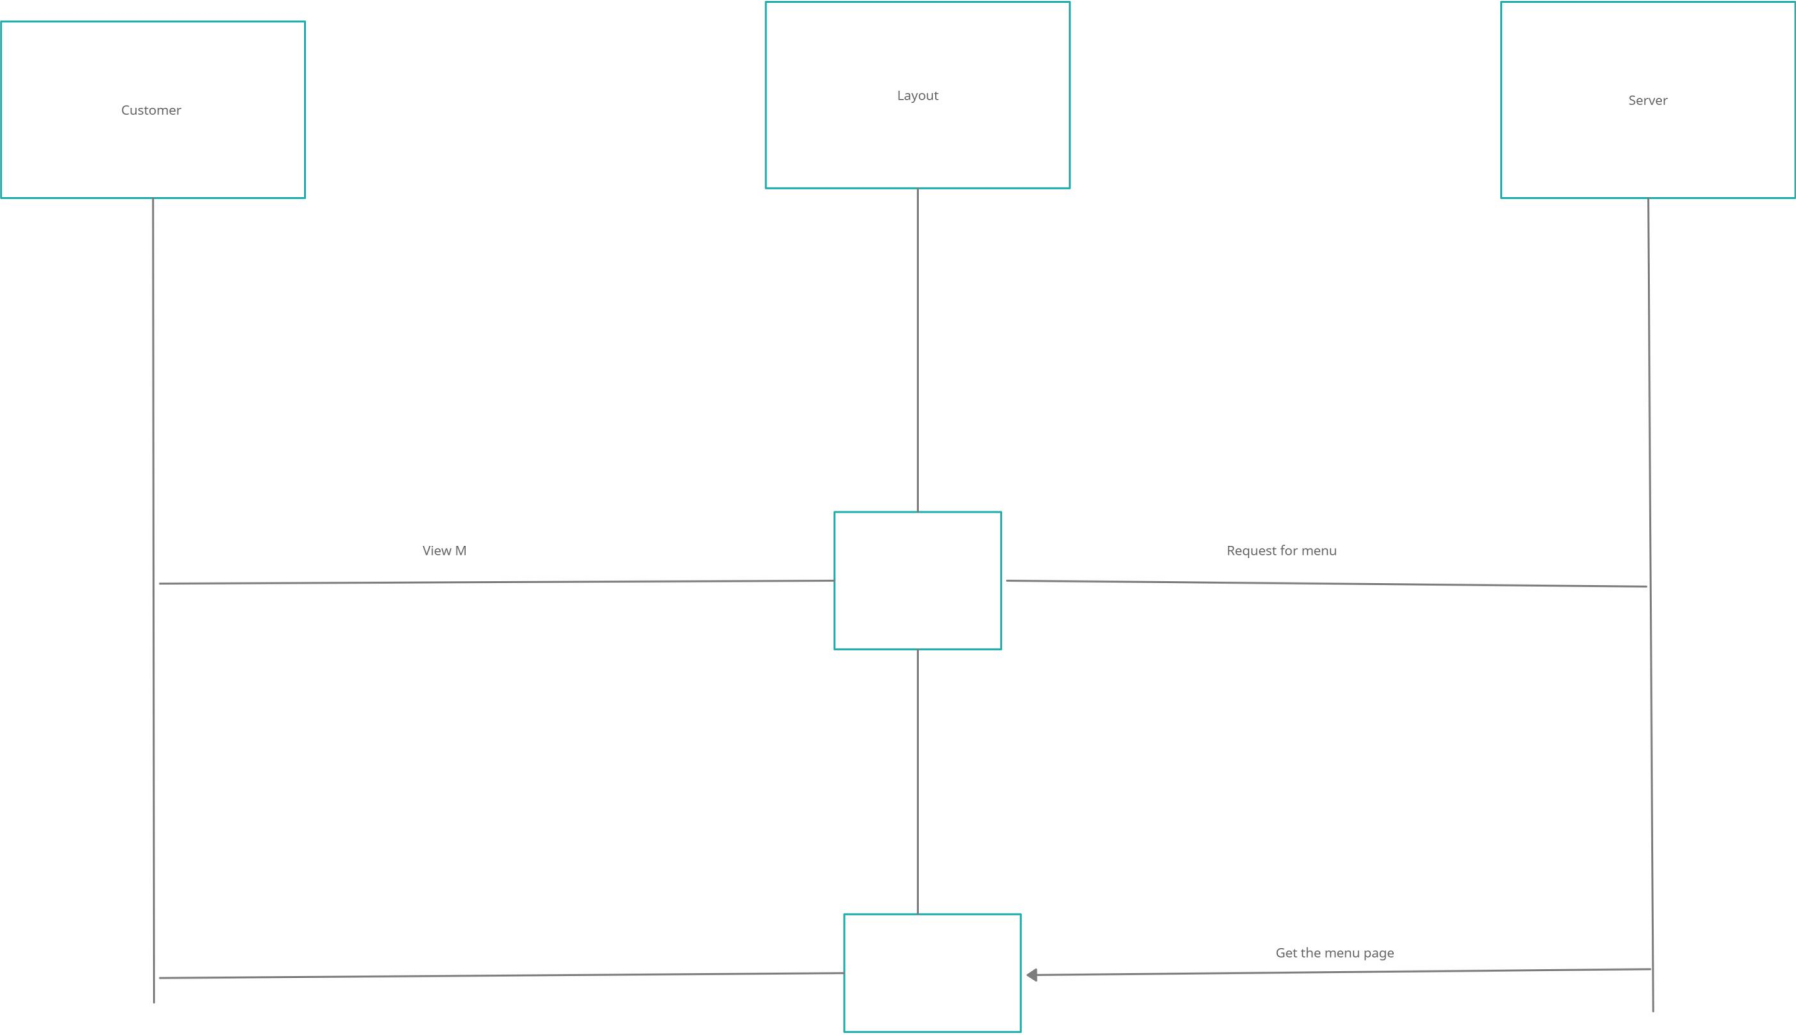 Customer
Layout
Server
View M
Request for menu
Get the menu page